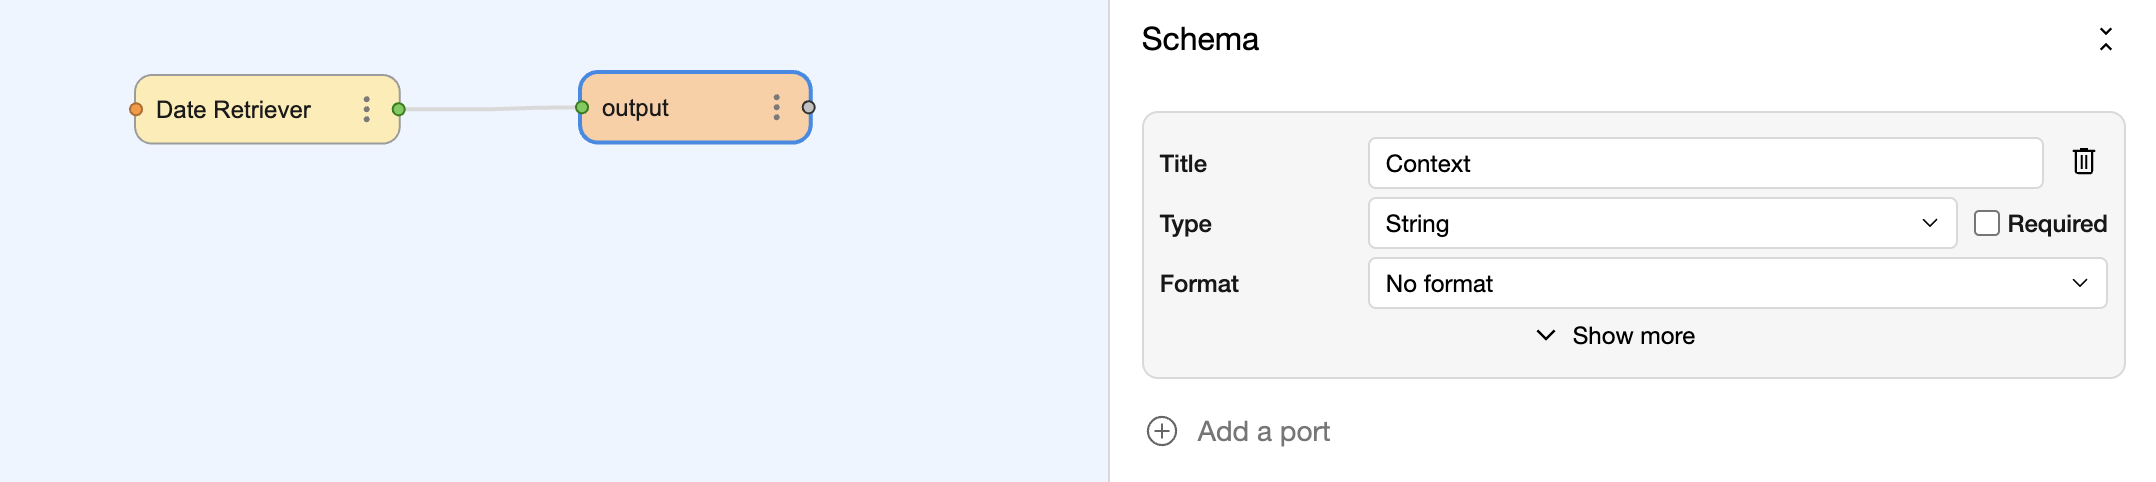 Date Retriever
output
Schema
Title
Context
Type
String
Required
Format
No format
Show more
Add a port